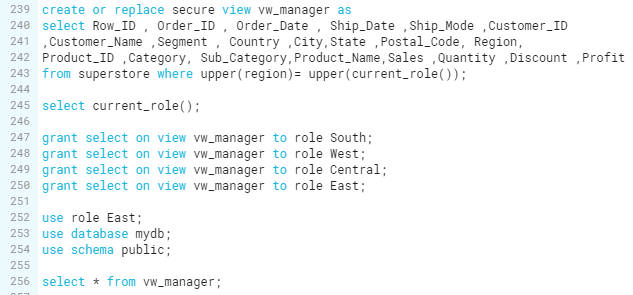 239 create or replace secure view vw_manager as
240 select Row_ID , Order_ID , Order_Date , Ship_Date ,Ship_Mode ,Customer_ID
241 ,Customer_Name ,Segment , Country ,City,State ,Postal_Code, Region,
242 Product_ID ,Category, Sub_Category,Product_Name,Sales ,Quantity ,Discount ,Profit
243 from superstore where upper(region)= upper(current_role());
244
245 select current_role();
246
247 grant select on view vw_manager to role South;
248 grant select on view vw_manager to role West;
249 grant select on view vw_manager to role Central;
250 grant select on view vw_manager to role East;
251
252 use role East;
253 use database mydb;
254 use schema public;
255
256 select * from vw_manager;